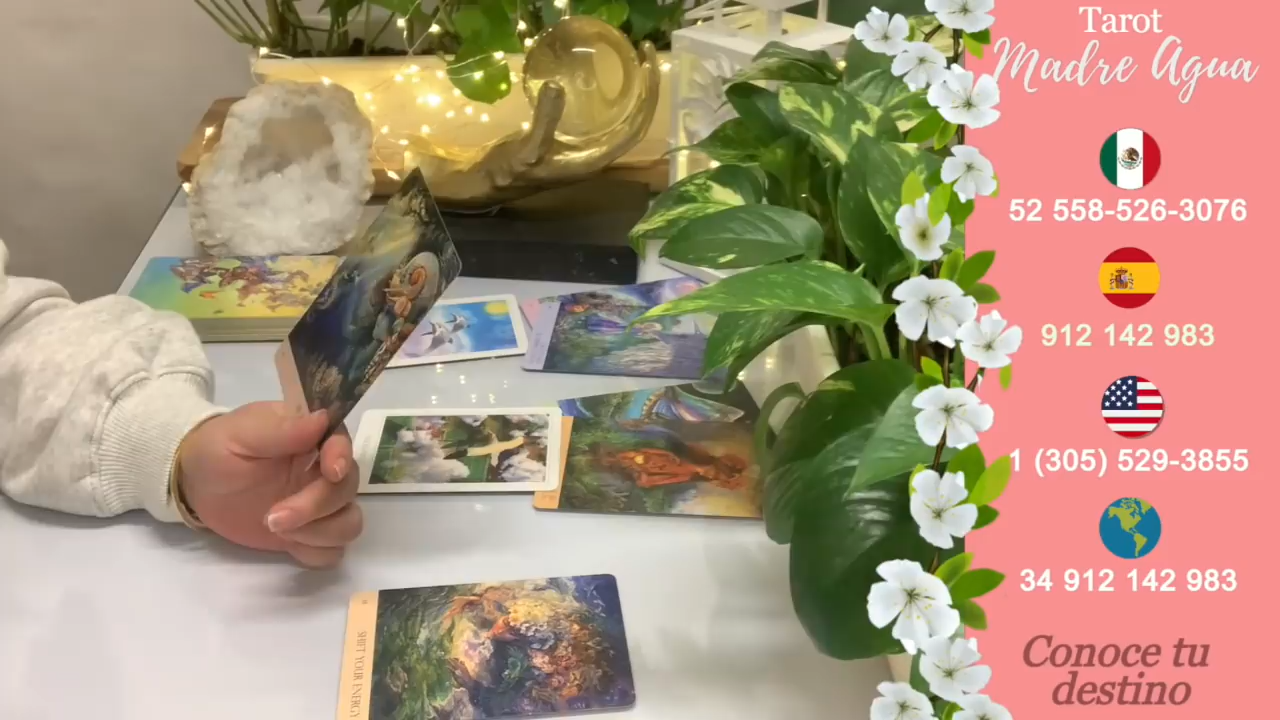 Tarot
Madre Agua
52 558-526-3076
912 142 983
1 (305) 529-3855
34 912 142 983
Conoce tu
destino
SHIFT YOUR ENERGY